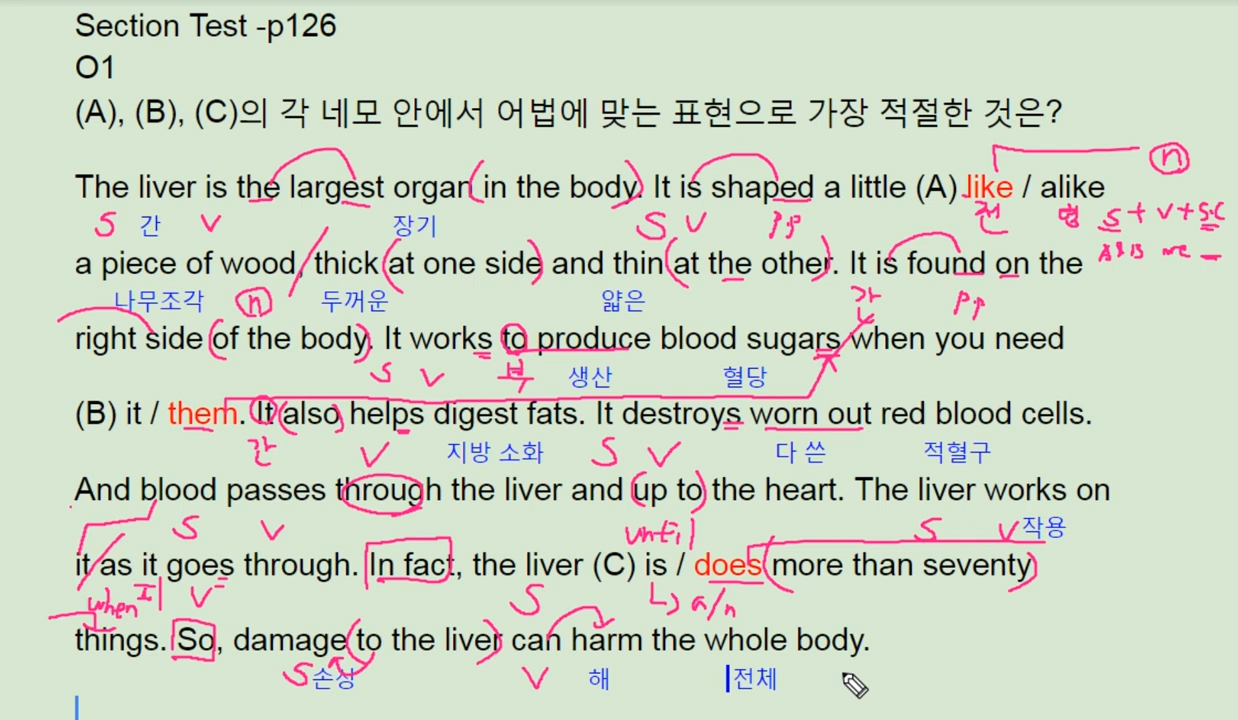 Section Test -p126
O1
(A), (B), (C)의 각 네모 안에서 어법에 맞는 표현으로 가장 적절한 것은?
n
The liver is the largest organ in the body. It is shaped a little (A) like / alike
S 간 V 장기 S V pp 전 형 S + V + S.C
a piece of wood, thick at one side and thin at the other. It is found on the
나무조각 n 두꺼운 얇은 pp
right side of the body. It works to produce blood sugars when you need
S V 부 생산 혈당
(B) it / them. It also helps digest fats. It destroys worn out red blood cells.
간 V 지방 소화 S V 다 쓴 적혈구
And blood passes through the liver and up to the heart. The liver works on
S V until S V 작용
it as it goes through. In fact, the liver (C) is / does more than seventy
when 피 V S
things. So, damage to the liver can harm the whole body.
S 손상 V 해 전체